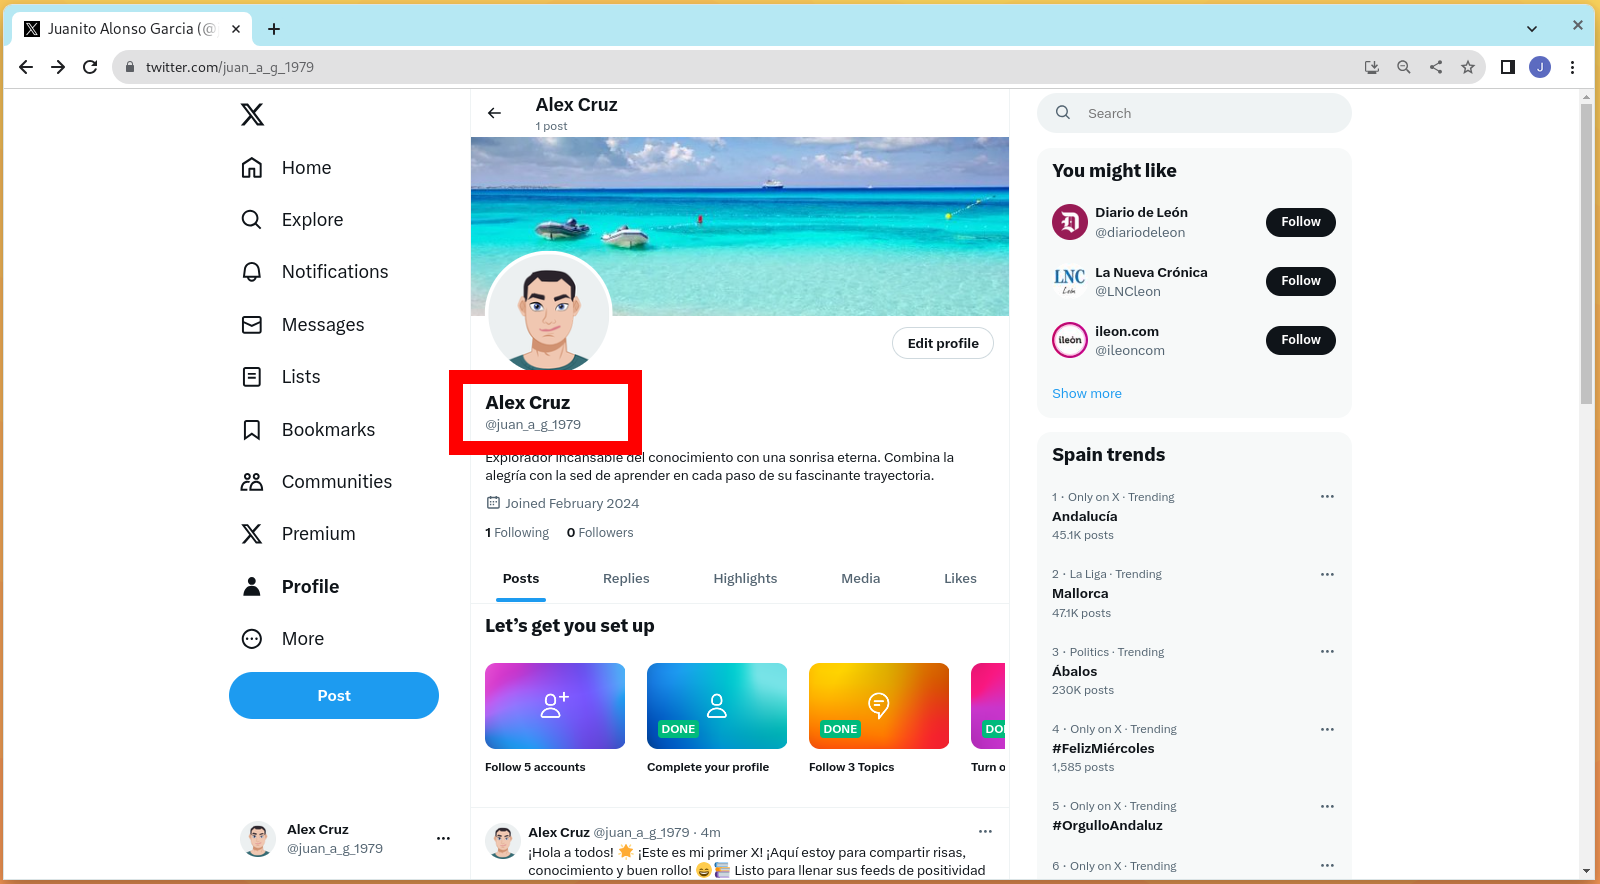 Juanito Alonso Garcia (@
twitter.com/juan_a_g_1979
J
Home
Explore
Notifications
Messages
Lists
Bookmarks
Communities
Premium
Profile
More
Post
Alex Cruz
@juan_a_g_1979
Alex Cruz
1 post
Edit profile
Alex Cruz
@juan_a_g_1979
Explorador incansable del conocimiento con una sonrisa eterna. Combina la
alegría con la sed de aprender en cada paso de su fascinante trayectoria.
Joined February 2024
1 Following 0 Followers
Posts Replies Highlights Media Likes
Let's get you set up
DONE DONE DO
Follow 5 accounts Complete your profile Follow 3 Topics Turn o
Alex Cruz @juan_a_g_1979 · 4m
¡Hola a todos! 🌟 ¡Este es mi primer X! ¡Aquí estoy para compartir risas,
conocimiento y buen rollo! 😄📚 Listo para llenar sus feeds de positividad
Search
You might like
D
Diario de León
@diariodeleon
Follow
LNC
León
La Nueva Crónica
@LNCleon
Follow
ileón
ileon.com
@ileoncom
Follow
Show more
Spain trends
1 · Only on X · Trending
Andalucía
45.1K posts
2 · La Liga · Trending
Mallorca
47.1K posts
3 · Politics · Trending
Ábalos
230K posts
4 · Only on X · Trending
#FelizMiércoles
1,585 posts
5 · Only on X · Trending
#OrgulloAndaluz
6 · Only on X · Trending